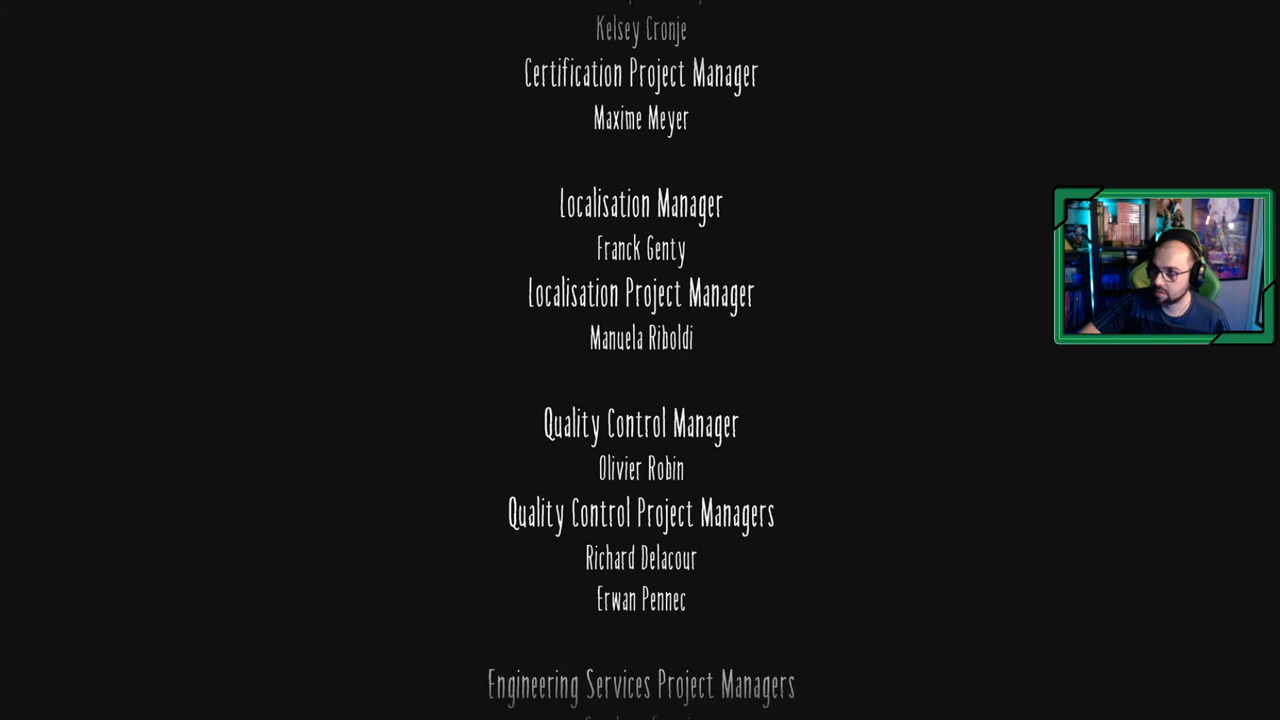 Kelsey Cronje
Certification Project Manager
Maxime Meyer
Localisation Manager
Franck Genty
Localisation Project Manager
Manuela Riboldi
Quality Control Manager
Olivier Robin
Quality Control Project Managers
Richard Delacour
Erwan Pennec
Engineering Services Project Managers